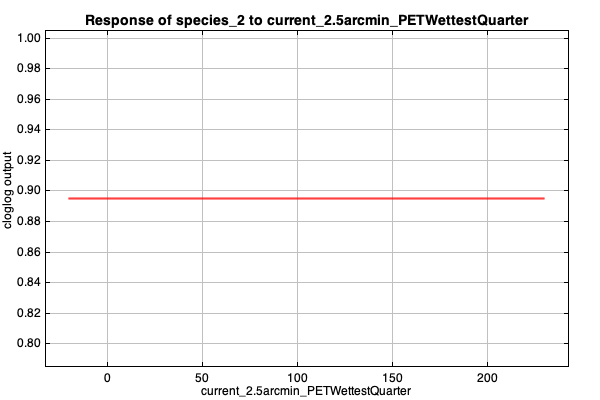 Response of species_2 to current_2.5arcmin_PETWettestQuarter
1.00
0.98
0.96
0.94
0.92
0.90
0.88
0.86
0.84
0.82
0.80
cloglog output
0 50 100 150 200
current_2.5arcmin_PETWettestQuarter